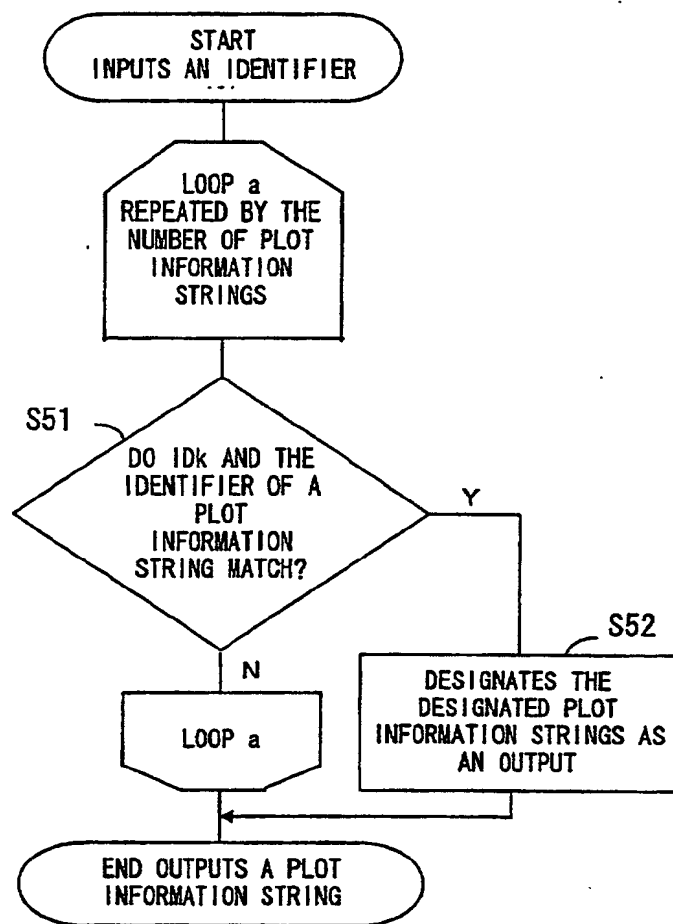 START
INPUTS AN IDENTIFIER
LOOP a
REPEATED BY THE
NUMBER OF PLOT
INFORMATION
STRINGS
S51
DO IDk AND THE
IDENTIFIER OF A
PLOT
INFORMATION
STRING MATCH?
Y
S52
N
DESIGNATES THE
DESIGNATED PLOT
INFORMATION STRINGS AS
AN OUTPUT
LOOP a
END OUTPUTS A PLOT
INFORMATION STRING